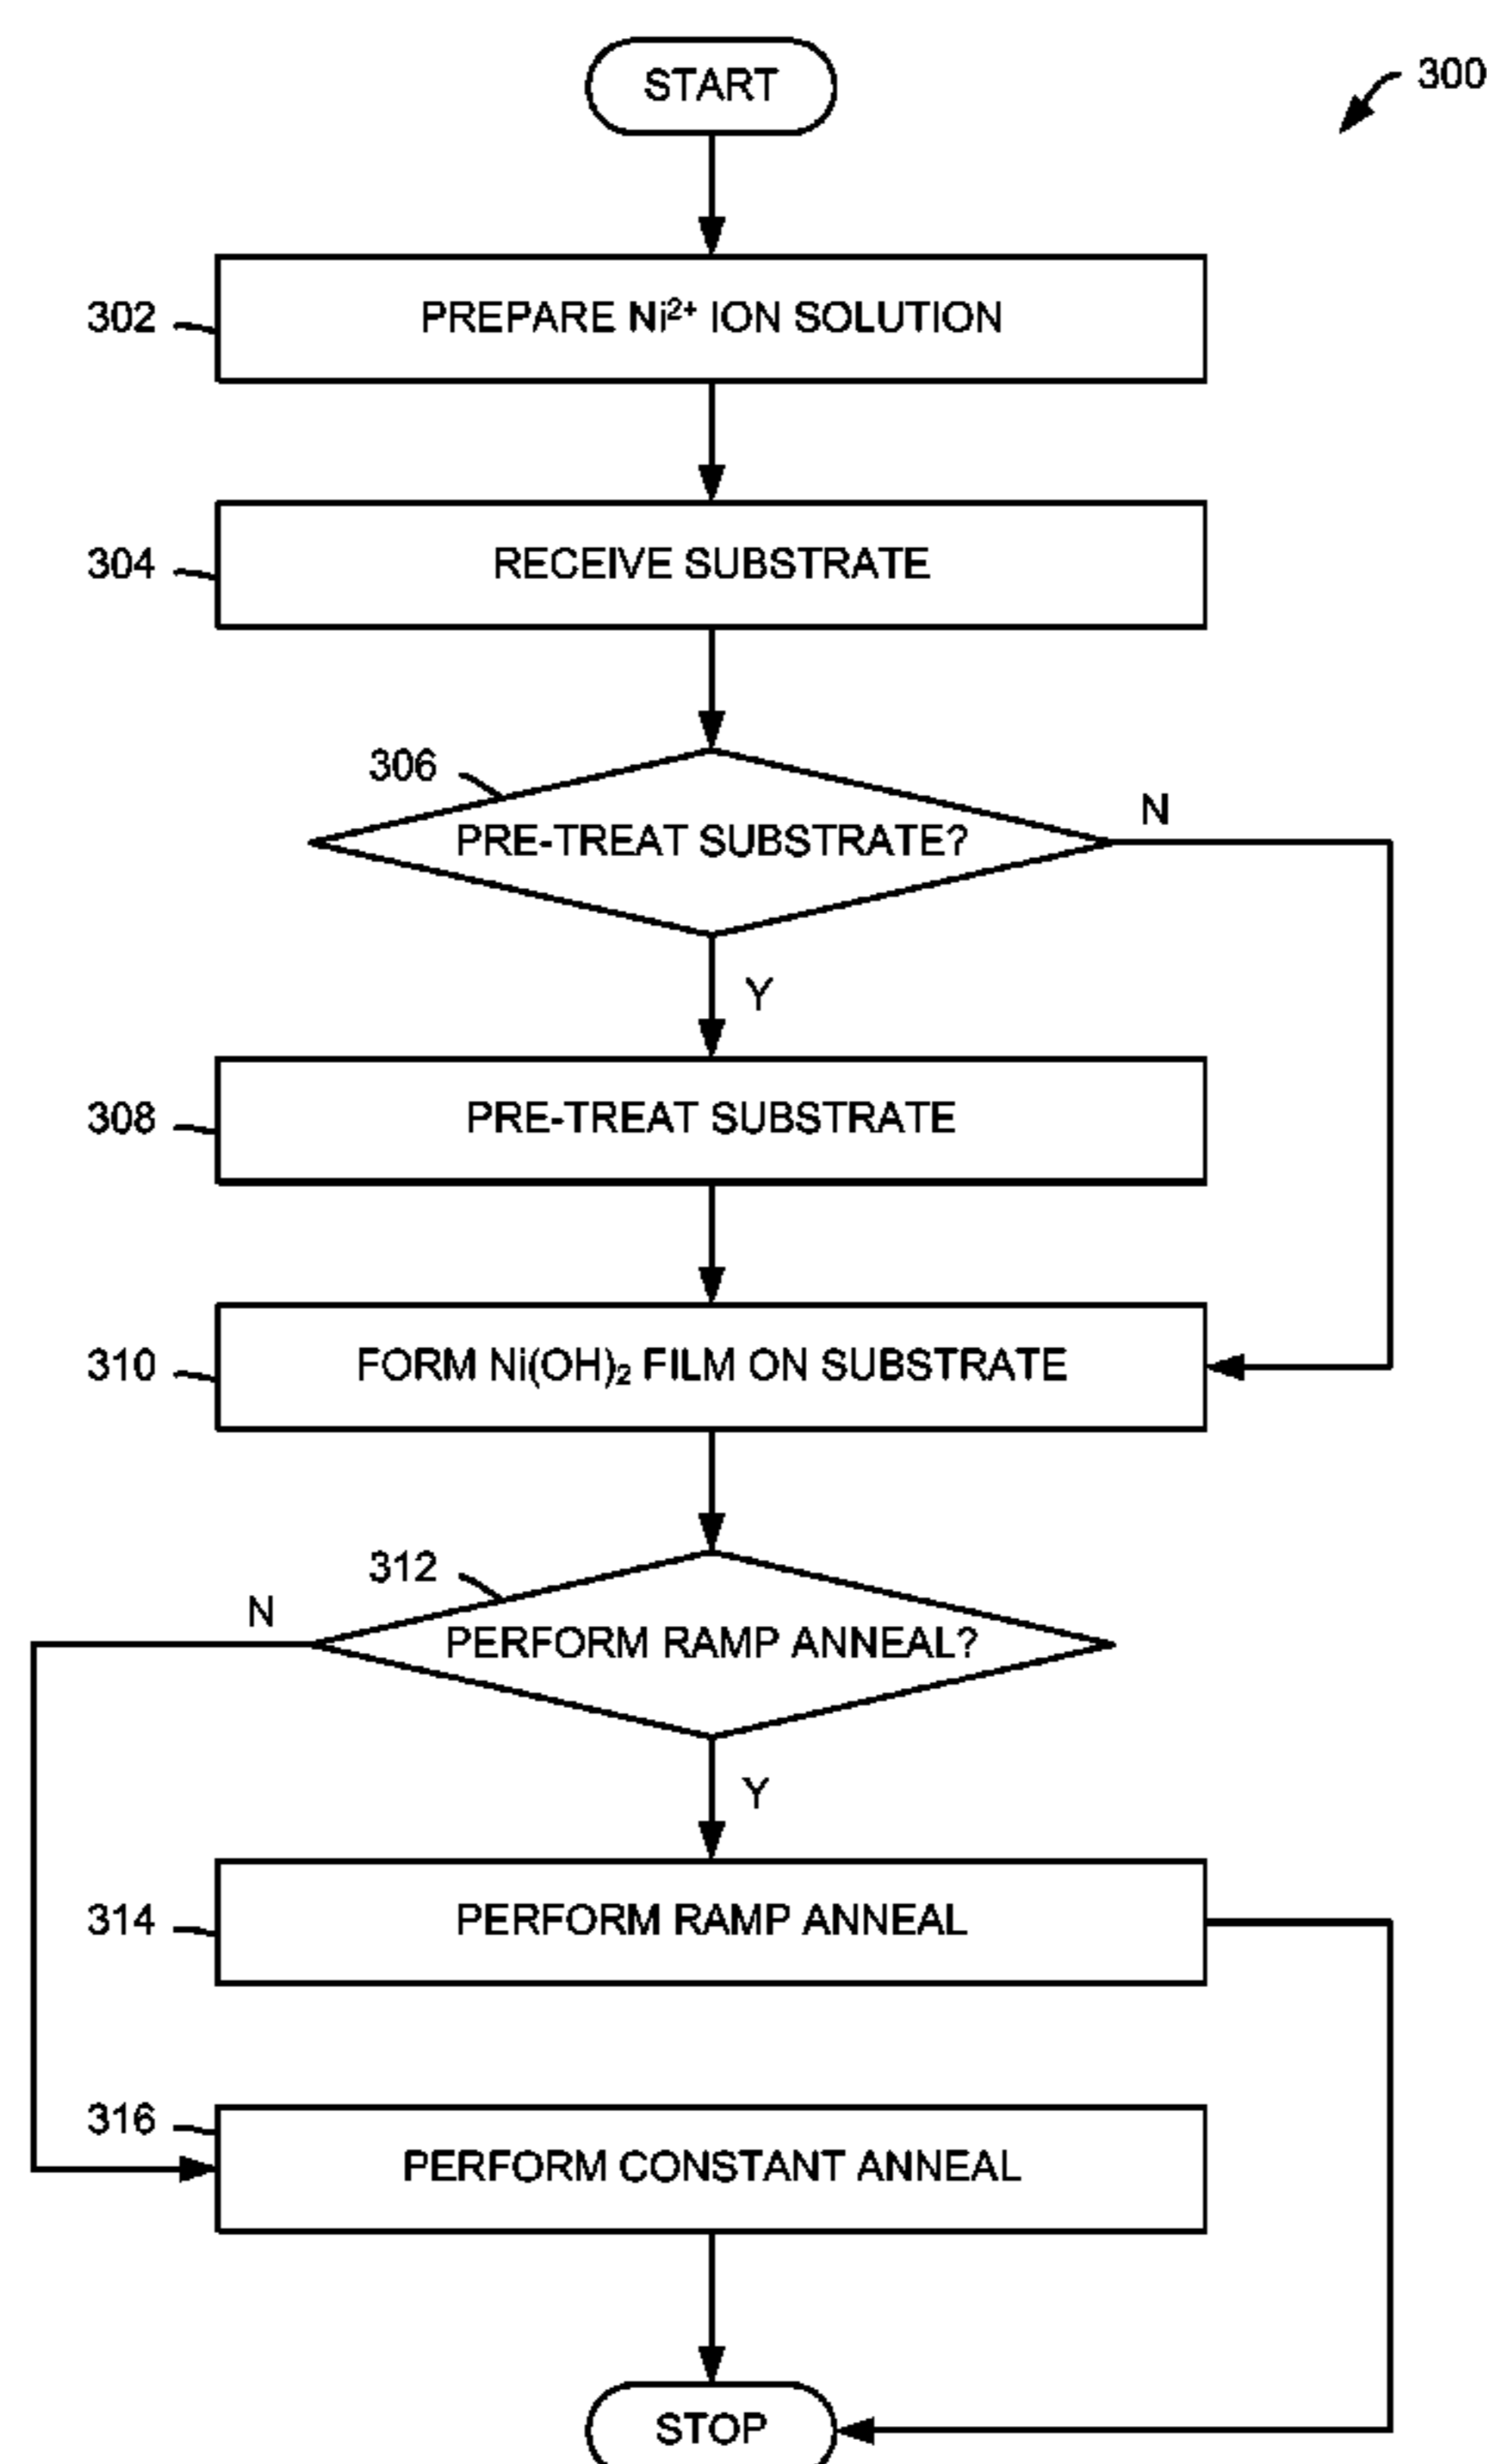 START
300
302
PREPARE Ni²⁺ ION SOLUTION
304
RECEIVE SUBSTRATE
306
PRE-TREAT SUBSTRATE?
N
Y
308
PRE-TREAT SUBSTRATE
310
FORM Ni(OH)₂ FILM ON SUBSTRATE
312
N
PERFORM RAMP ANNEAL?
Y
314
PERFORM RAMP ANNEAL
316
PERFORM CONSTANT ANNEAL
STOP